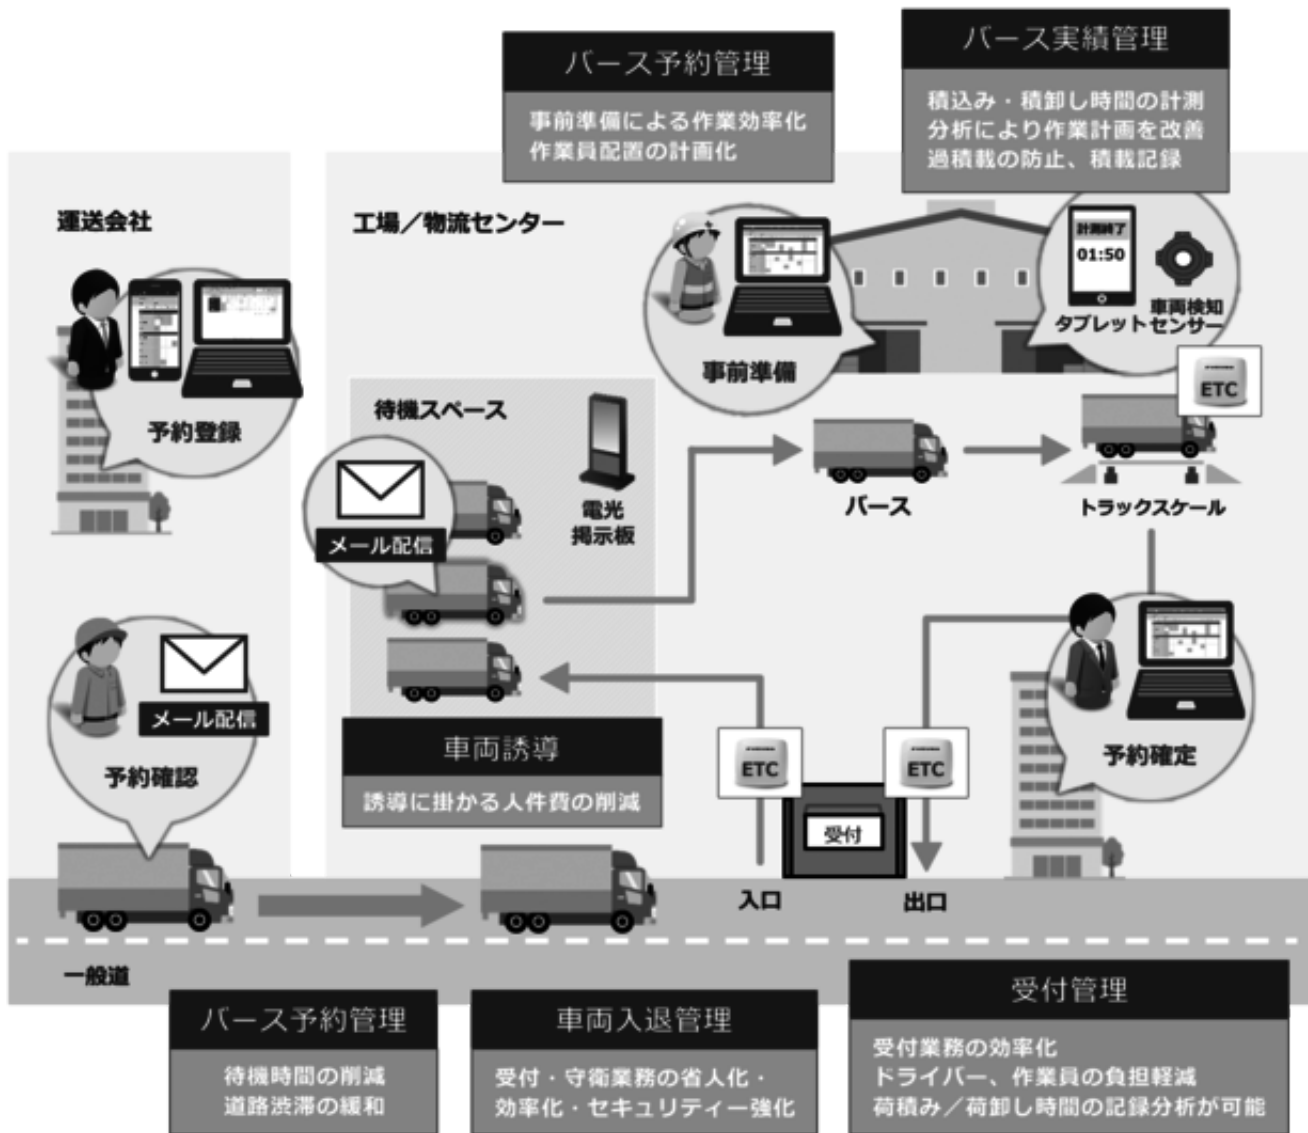 バース予約管理
事前準備による作業効率化
作業員配置の計画化
バース実績管理
積込み・積卸し時間の計測
分析により作業計画を改善
過積載の防止、積載記録
運送会社
予約登録
工場／物流センター
事前準備
計測終了
01:50
タブレット
車両検知
センサー
ETC
待機スペース
メール配信
電光
掲示板
バース
トラックスケール
メール配信
予約確認
車両誘導
誘導に掛かる人件費の削減
ETC
ETC
受付
予約確定
入口
出口
一般道
バース予約管理
待機時間の削減
道路渋滞の緩和
車両入退管理
受付・守衛業務の省人化・
効率化・セキュリティー強化
受付管理
受付業務の効率化
ドライバー、作業員の負担軽減
荷積み／荷卸し時間の記録分析が可能